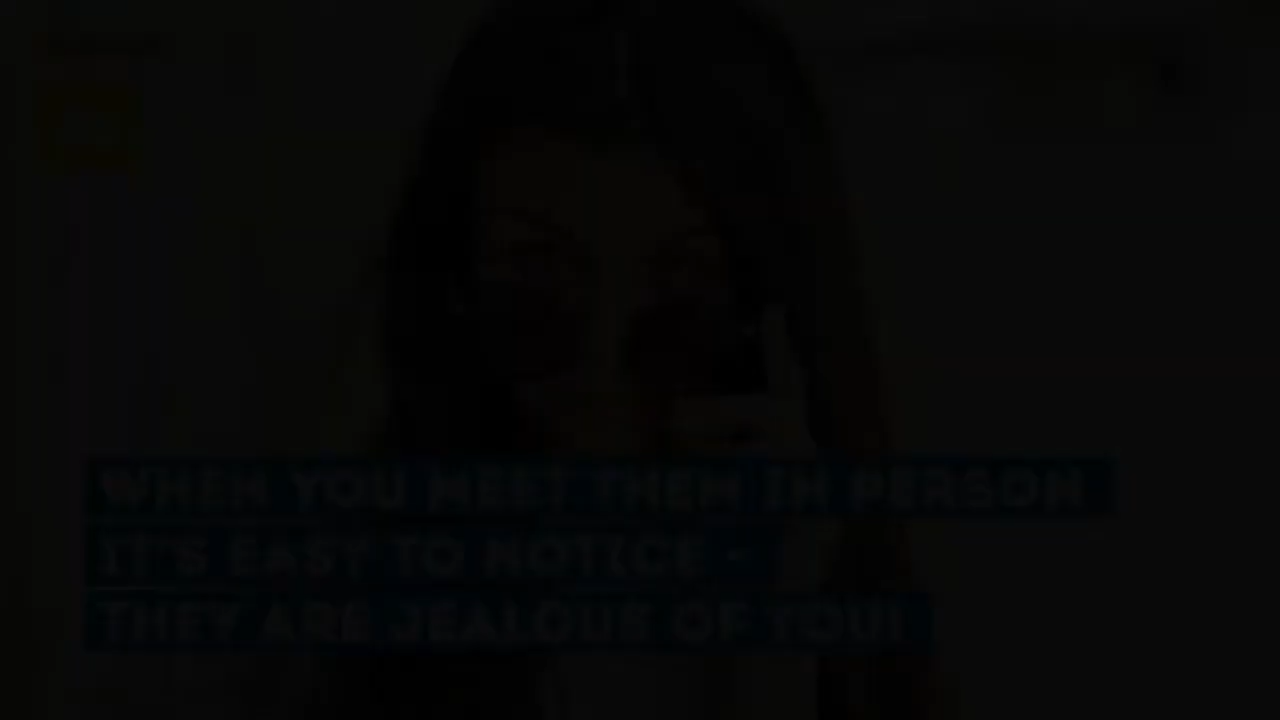 WHEN YOU MEET THEM IN PERSON
IT'S EASY TO NOTICE -
THEY ARE JEALOUS OF YOU!